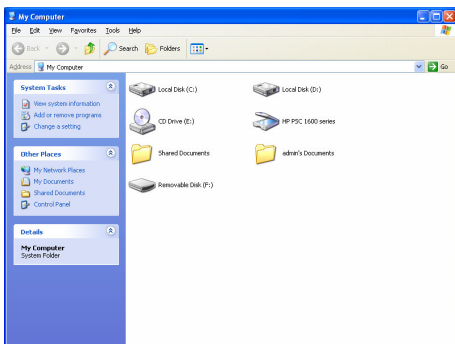 My Computer
File Edit View Favorites Tools Help
Back Search Folders
Address My Computer Go
System Tasks
View system information
Add or remove programs
Change a setting
Other Places
My Network Places
My Documents
Shared Documents
Control Panel
Details
My Computer
System Folder
Local Disk (C:) Local Disk (D:)
CD Drive (E:) HP PSC 1600 series
Shared Documents admin's Documents
Removable Disk (F:)